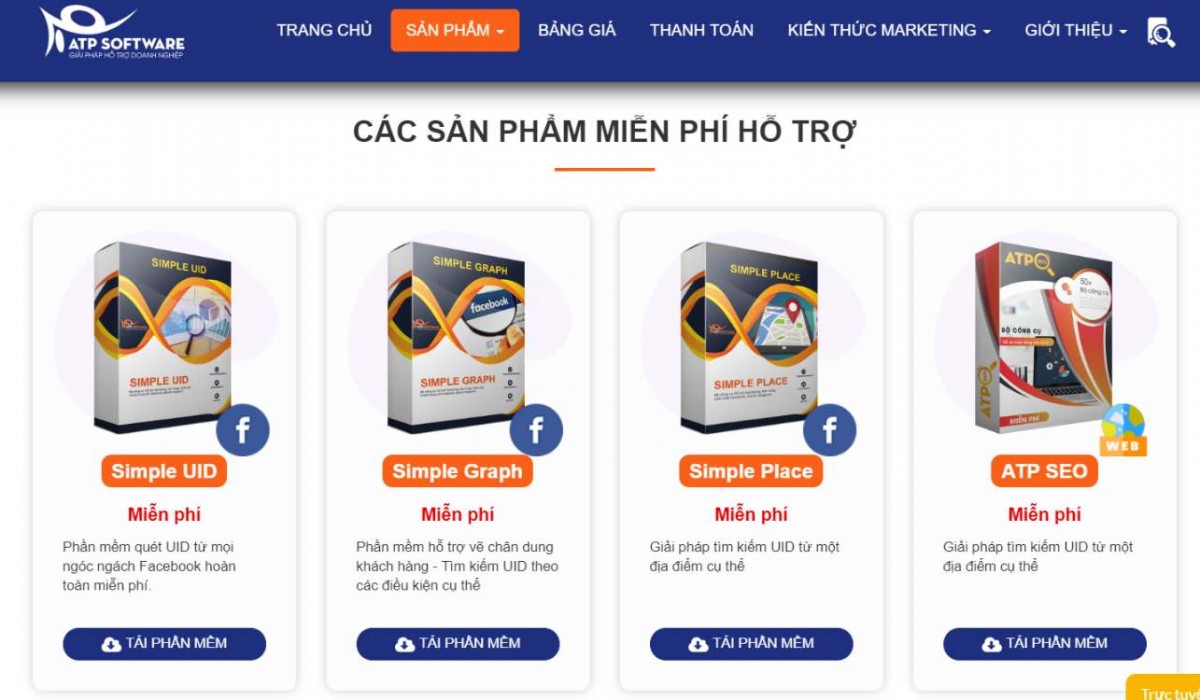 ATP SOFTWARE
GIẢI PHÁP HỖ TRỢ DOANH NGHIỆP
TRANG CHỦ
SẢN PHẨM
BẢNG GIÁ
THANH TOÁN
KIẾN THỨC MARKETING
GIỚI THIỆU
CÁC SẢN PHẨM MIỄN PHÍ HỖ TRỢ
SIMPLE UID
SIMPLE UID
f
Simple UID
Miễn phí
Phần mềm quét UID từ mọi
ngóc ngách Facebook hoàn
toàn miễn phí.
TẢI PHẦN MỀM
SIMPLE GRAPH
facebook
SIMPLE GRAPH
f
Simple Graph
Miễn phí
Phần mềm hỗ trợ vẽ chân dung
khách hàng - Tìm kiếm UID theo
các điều kiện cụ thể
TẢI PHẦN MỀM
SIMPLE PLACE
SIMPLE PLACE
f
Simple Place
Miễn phí
Giải pháp tìm kiếm UID từ một
địa điểm cụ thể
TẢI PHẦN MỀM
ATP
50+
Bộ công cụ
BỘ CÔNG CỤ
ATP
MIỄN PHÍ
WEB
ATP SEO
Miễn phí
Giải pháp tìm kiếm UID từ một
địa điểm cụ thể
TẢI PHẦN MỀM
Trực tuyế